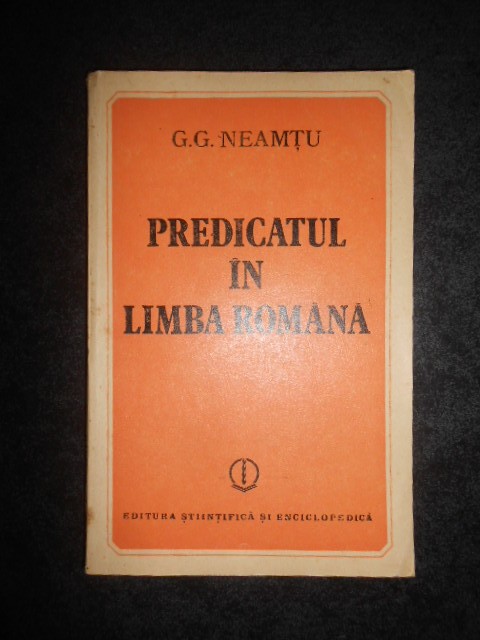 G.G. NEAMȚU
PREDICATUL
ÎN
LIMBA ROMÂNĂ
EDITURA ȘTIINȚIFICĂ ȘI ENCICLOPEDICĂ